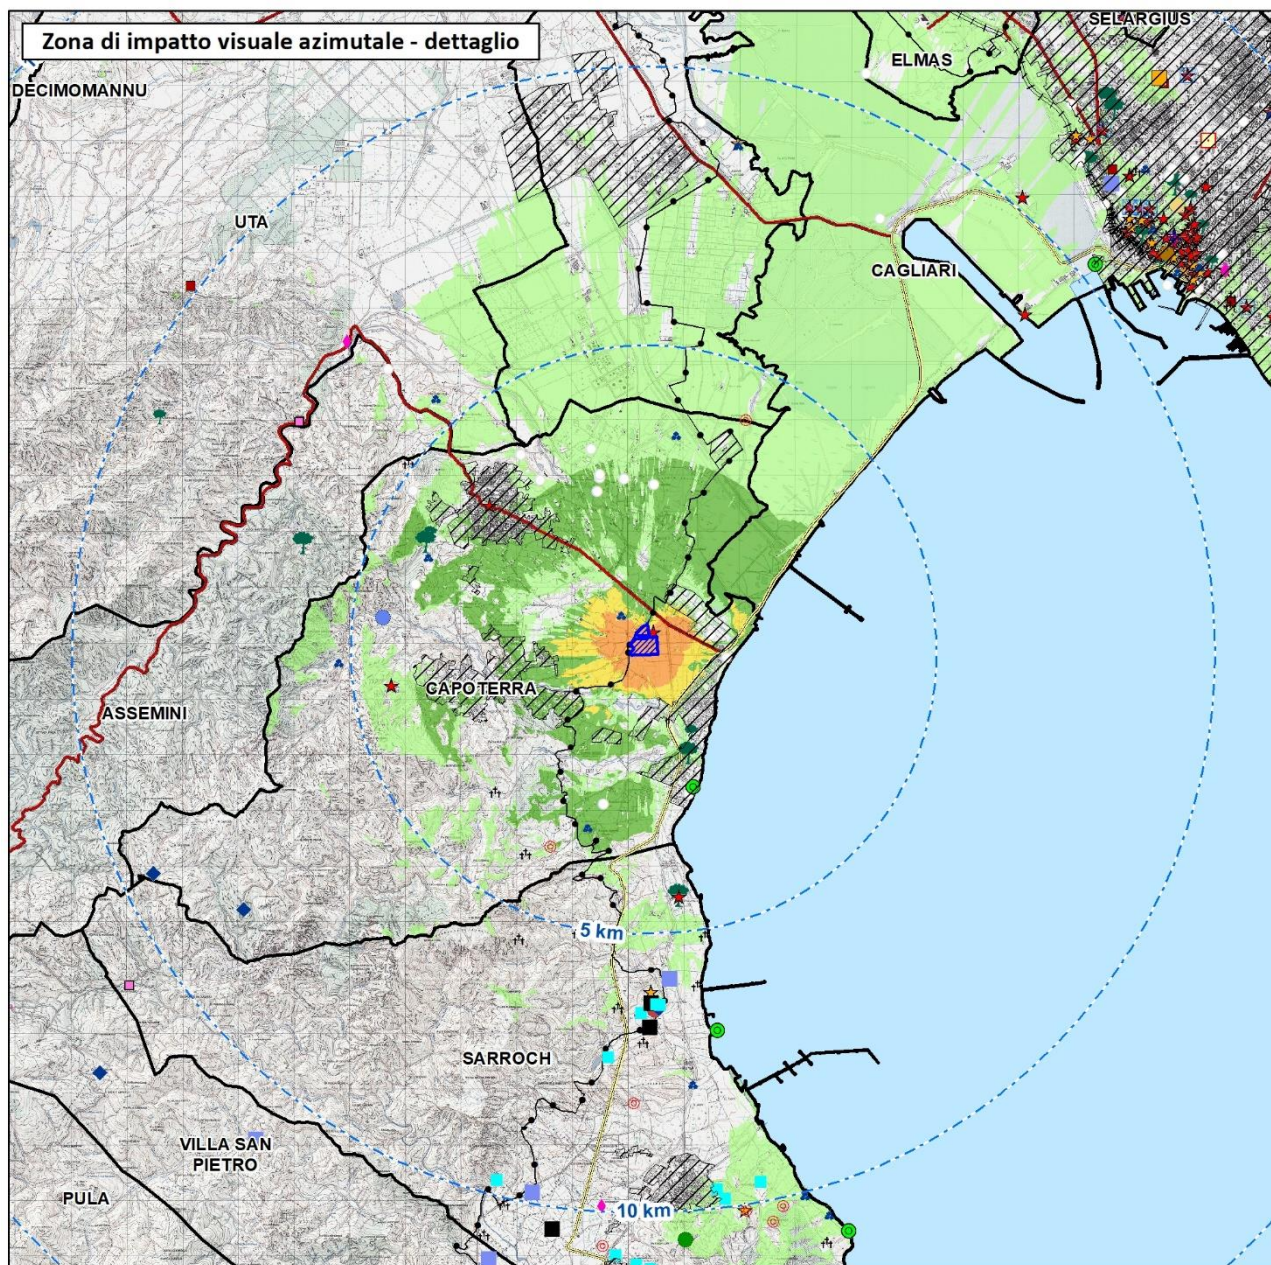 Zona di impatto visuale azimutale - dettaglio
SELARGIUS
ELMAS
DECIMOMANNU
UTA
CAGLIARI
CAPOTERRA
ASSEMINI
5 km
SARROCH
VILLA SAN
PIETRO
PULA
10 km